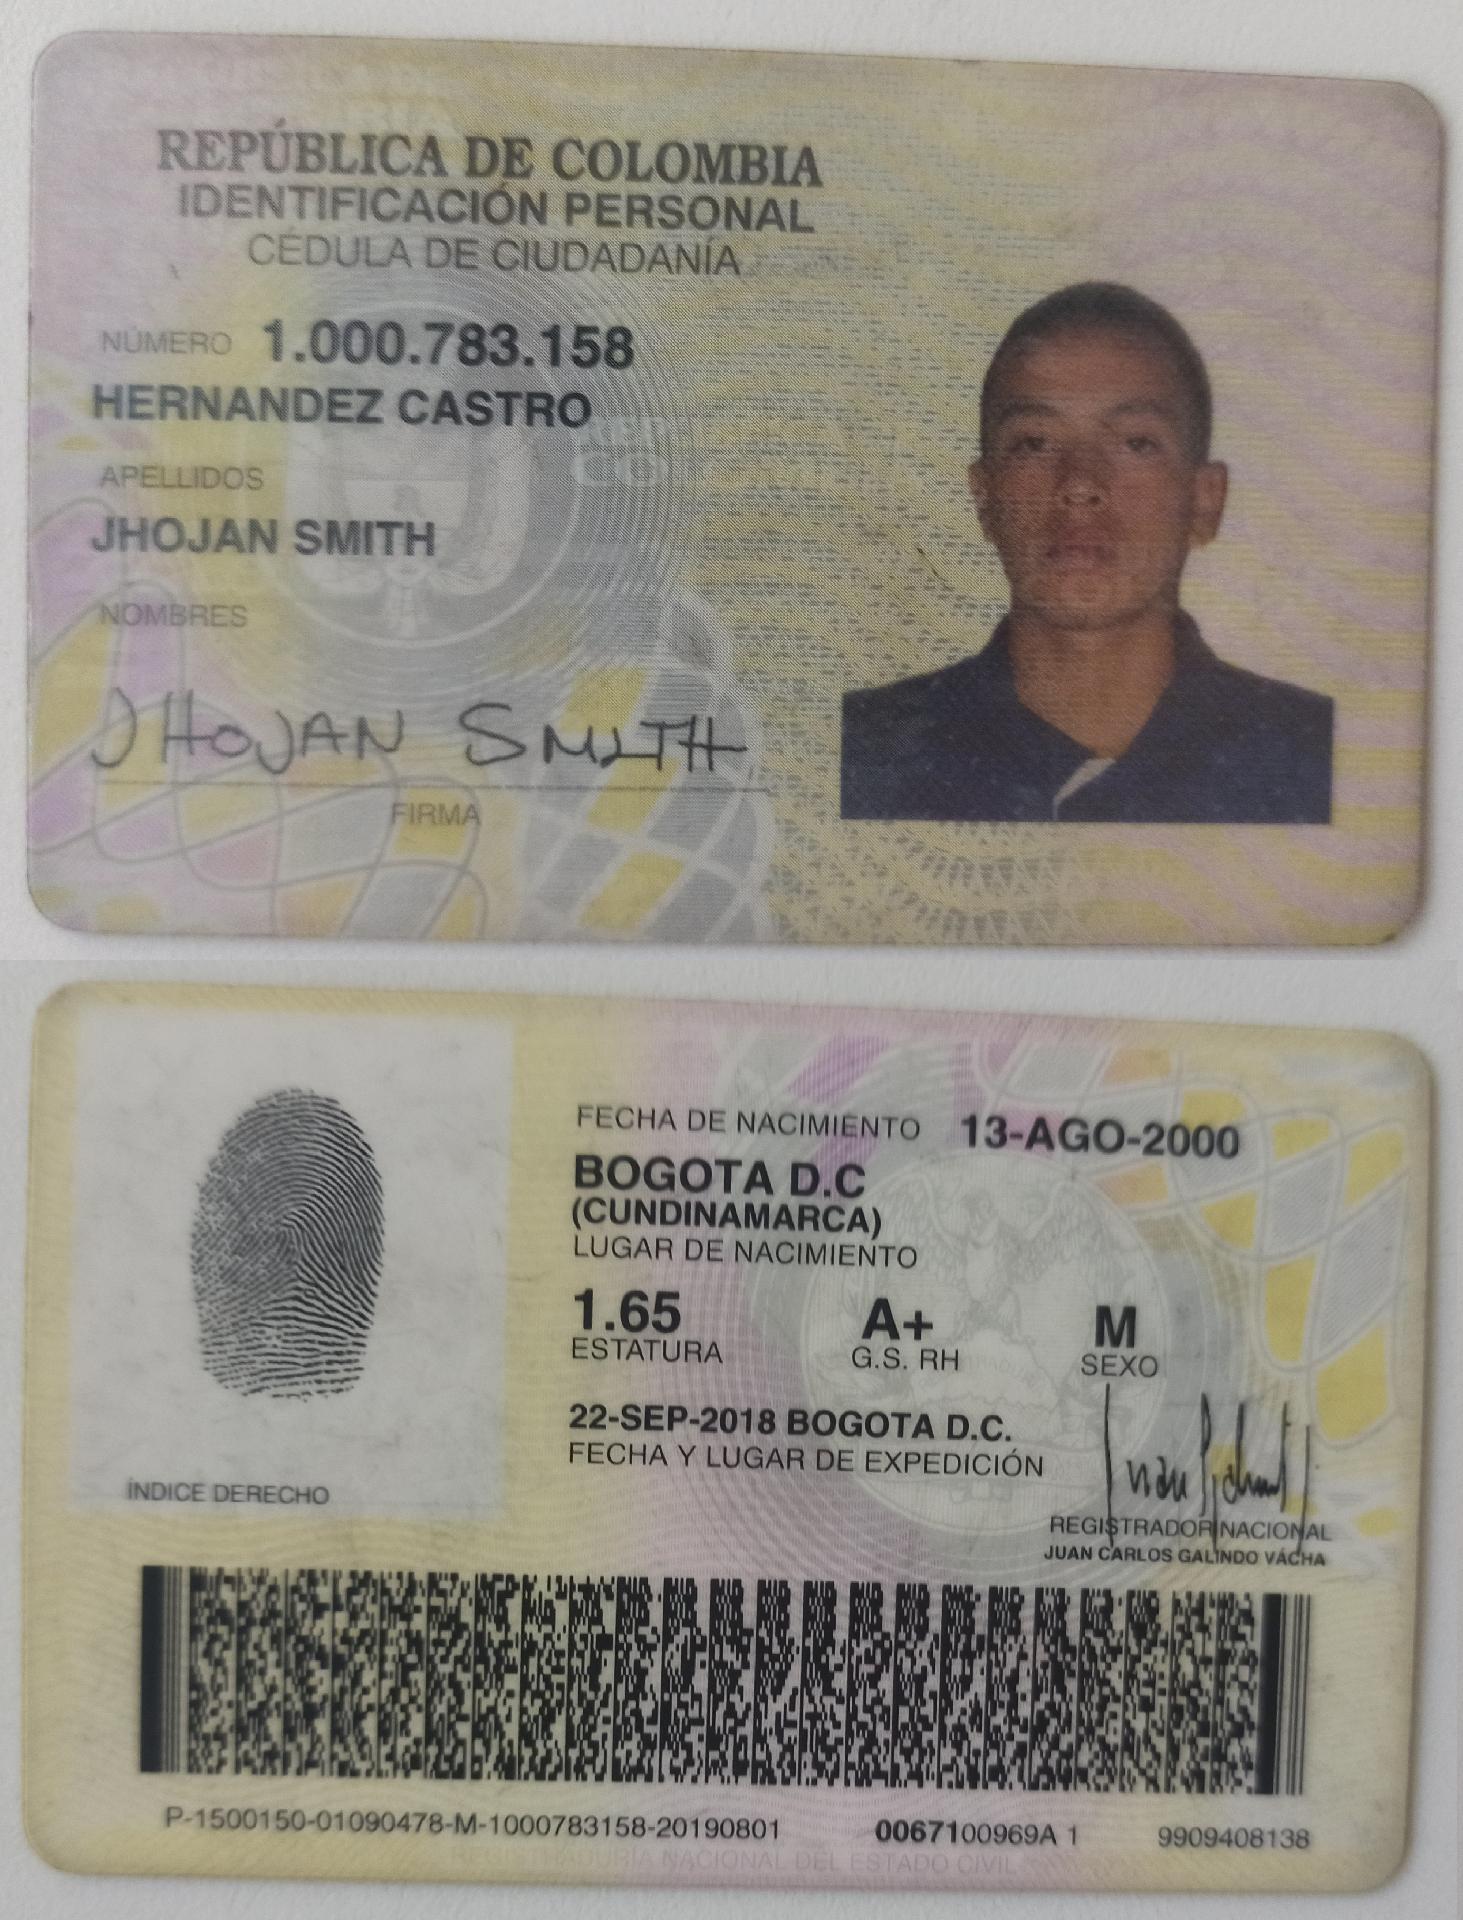 REPÚBLICA DE COLOMBIA
IDENTIFICACIÓN PERSONAL
CÉDULA DE CIUDADANÍA
NÚMERO 1.000.783.158
HERNANDEZ CASTRO
APELLIDOS
JHOJAN SMITH
NOMBRES
JHOJAN SMITH
FIRMA
FECHA DE NACIMIENTO 13-AGO-2000
BOGOTA D.C
(CUNDINAMARCA)
LUGAR DE NACIMIENTO
1.65 A+ M
ESTATURA G.S. RH SEXO
22-SEP-2018 BOGOTA D.C.
FECHA Y LUGAR DE EXPEDICIÓN
ÍNDICE DERECHO
REGISTRADOR NACIONAL
JUAN CARLOS GALINDO VÁCHA
P-1500150-01090478-M-1000783158-20190801 0067100969A 1 9909408138
NACIONAL DEL ESTADO CIVIL